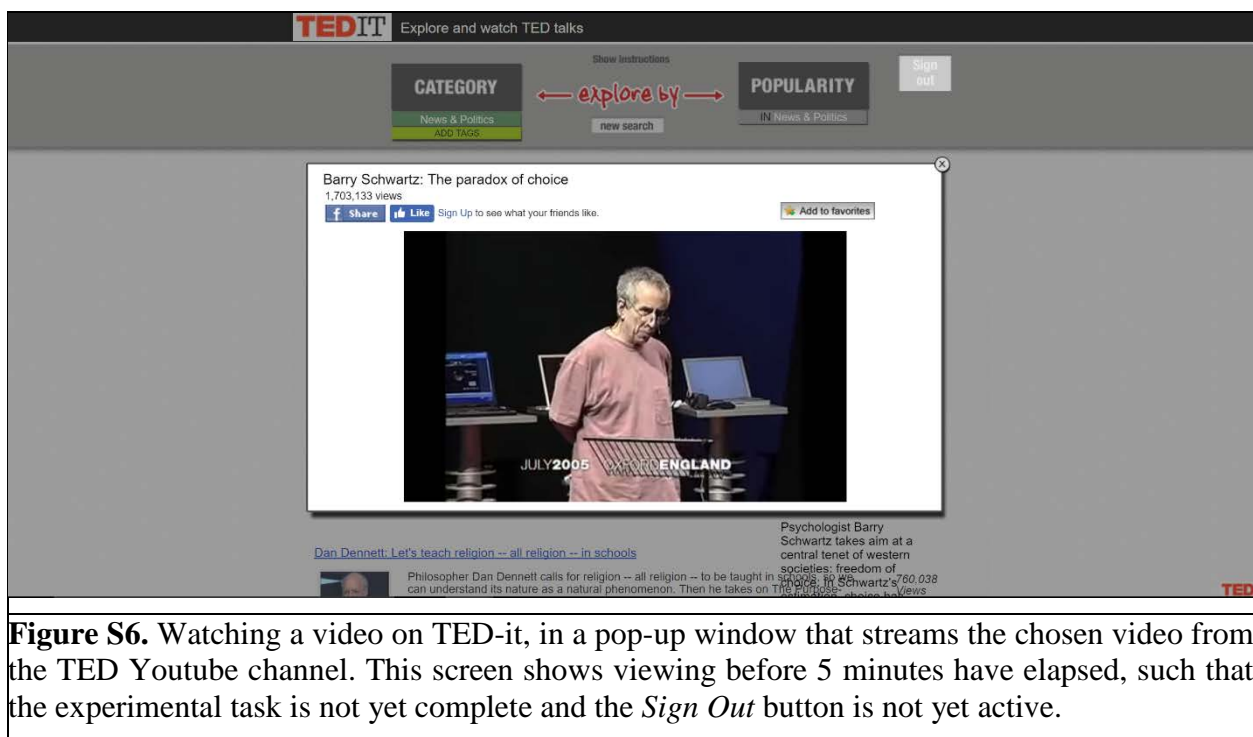 TEDIT Explore and watch TED talks
Show Instructions
Sign
out
CATEGORY
explore by
POPULARITY
News & Politics
IN News & Politics
ADD TAGS
new search
Barry Schwartz: The paradox of choice
1,703,133 views
f Share Like Sign Up to see what your friends like.
Add to favorites
JULY2005 OXFORDENGLAND
Psychologist Barry
Schwartz takes aim at a
central tenet of western
societies: freedom of
choice. In Schwartz's
Dan Dennett: Let's teach religion -- all religion -- in schools
Philosopher Dan Dennett calls for religion -- all religion -- to be taught in schools, so we
can understand its nature as a natural phenomenon. Then he takes on The Purpose-
760,038
Views
TED
Figure S6. Watching a video on TED-it, in a pop-up window that streams the chosen video from
the TED Youtube channel. This screen shows viewing before 5 minutes have elapsed, such that
the experimental task is not yet complete and the Sign Out button is not yet active.